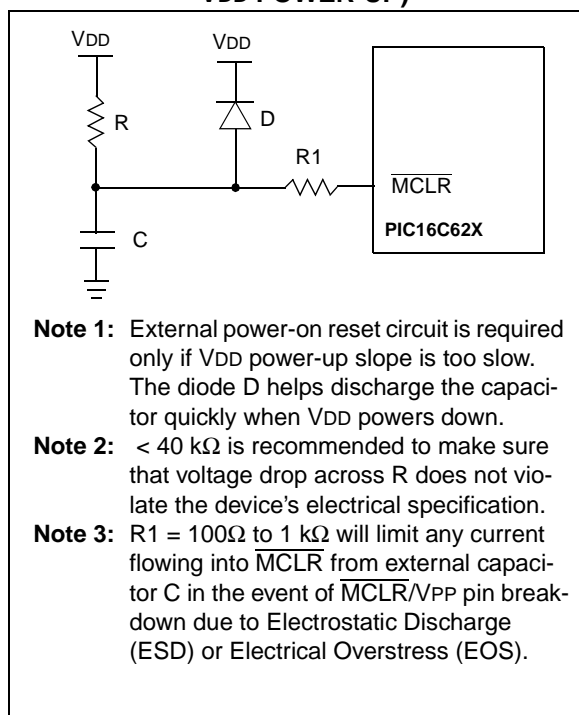 VDD POWER-UP)
VDD
VDD
R
D
R1
MCLR
C
PIC16C62X
Note 1: External power-on reset circuit is required
only if VDD power-up slope is too slow.
The diode D helps discharge the capaci-
tor quickly when VDD powers down.
Note 2: < 40 kΩ is recommended to make sure
that voltage drop across R does not vio-
late the device's electrical specification.
Note 3: R1 = 100Ω to 1 kΩ will limit any current
flowing into MCLR from external capaci-
tor C in the event of MCLR/VPP pin break-
down due to Electrostatic Discharge
(ESD) or Electrical Overstress (EOS).